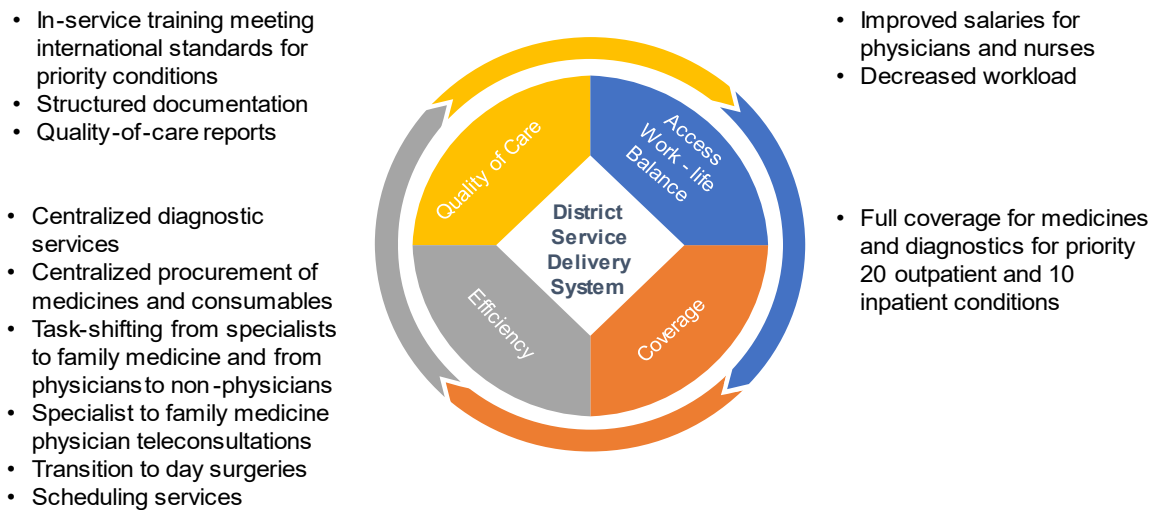 • In-service training meeting
international standards for
priority conditions
• Structured documentation
• Quality-of-care reports
• Improved salaries for
physicians and nurses
• Decreased workload
Quality of Care
Access
Work - life
Balance
District
Service
Delivery
System
Efficiency
Coverage
• Centralized diagnostic
services
• Centralized procurement of
medicines and consumables
• Task-shifting from specialists
to family medicine and from
physicians to non-physicians
• Specialist to family medicine
physician teleconsultations
• Transition to day surgeries
• Scheduling services
• Full coverage for medicines
and diagnostics for priority
20 outpatient and 10
inpatient conditions